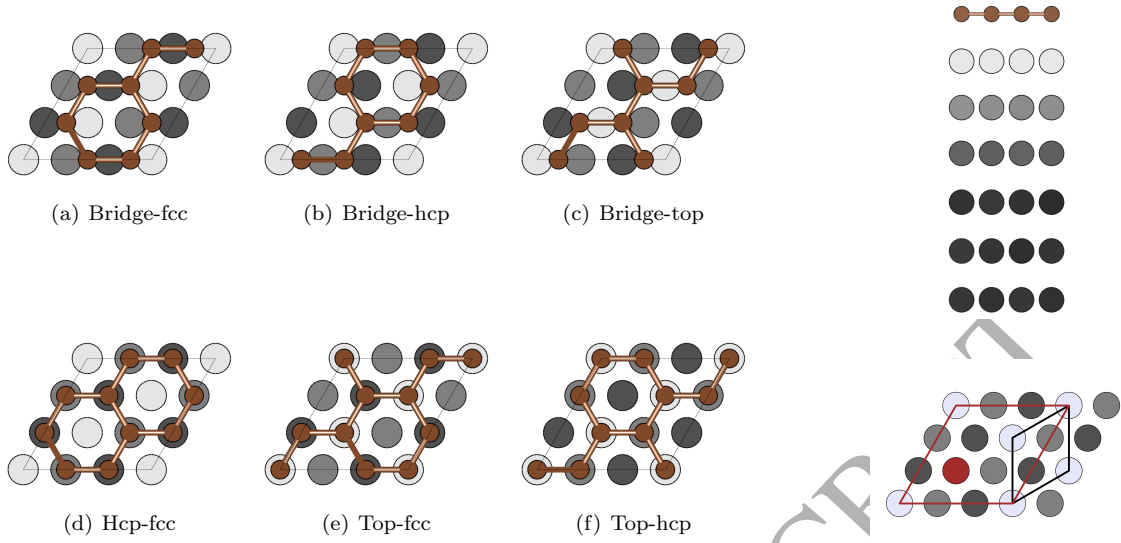 (a) Bridge-fcc
(b) Bridge-hcp
(c) Bridge-top
(d) Hcp-fcc
(e) Top-fcc
(f) Top-hcp